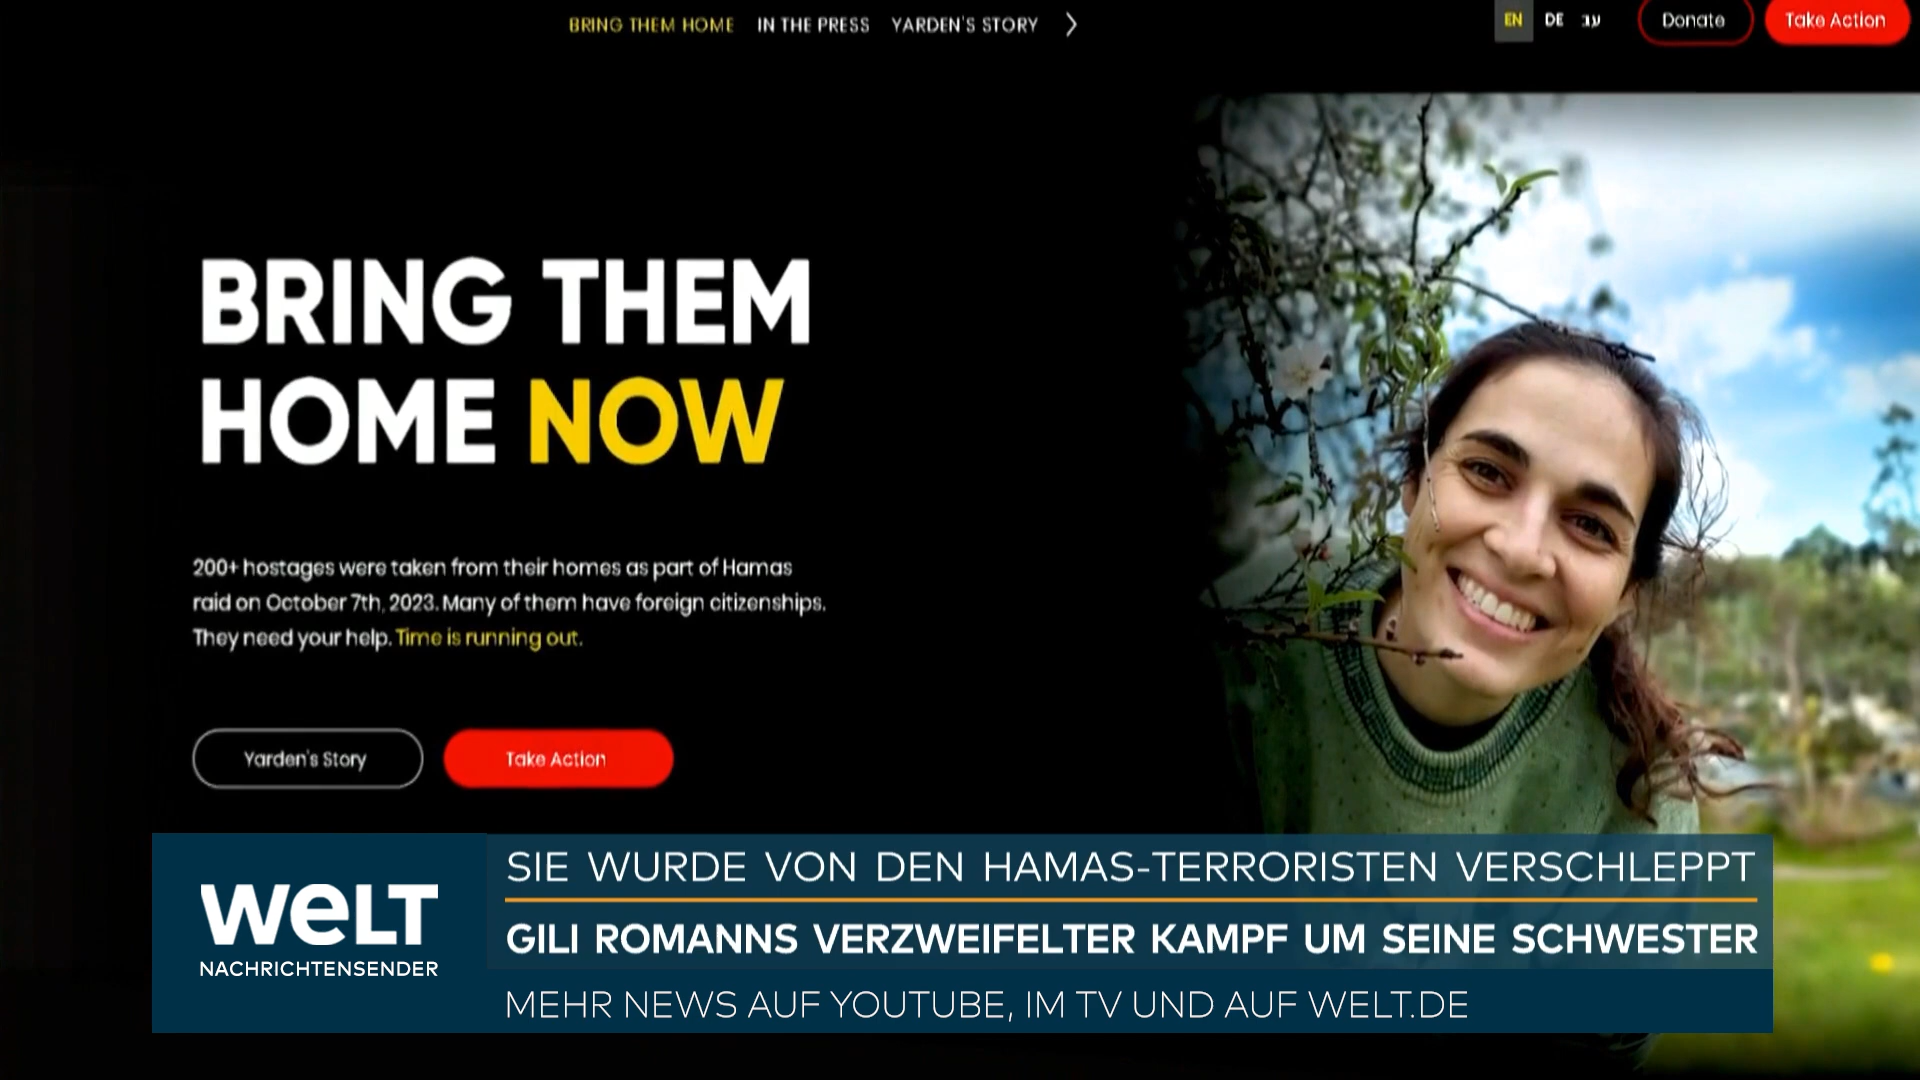 BRING THEM HOME IN THE PRESS YARDEN'S STORY
EN DE עב Donate Take Action
BRING THEM
HOME NOW
200+ hostages were taken from their homes as part of Hamas
raid on October 7th, 2023. Many of them have foreign citizenships.
They need your help. Time is running out.
Yarden's Story Take Action
WELT
NACHRICHTENSENDER
SIE WURDE VON DEN HAMAS-TERRORISTEN VERSCHLEPPT
GILI ROMANNS VERZWEIFELTER KAMPF UM SEINE SCHWESTER
MEHR NEWS AUF YOUTUBE, IM TV UND AUF WELT.DE